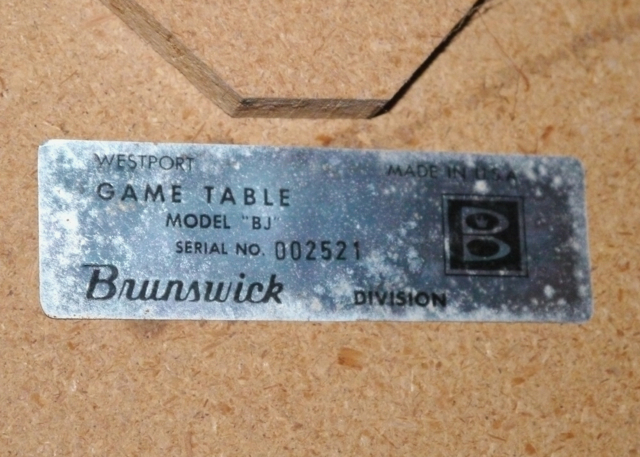 WESTPORT
MADE IN U.S.A
GAME TABLE
MODEL "BJ"
SERIAL NO. 002521
B
Brunswick DIVISION